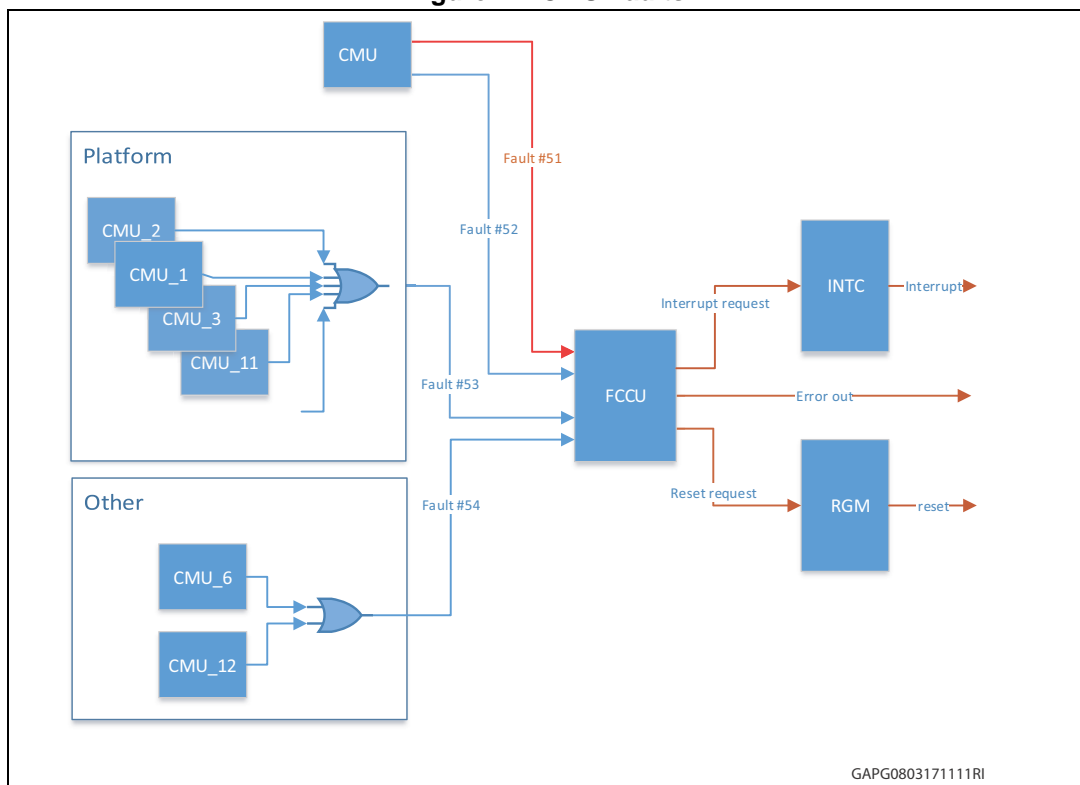 CMU
Fault #51
Platform
CMU_2
Fault #52
CMU_1
INTC
Interrupt
Interrupt request
CMU_3
CMU_11
Fault #53
FCCU
Error out
Other
Reset request
Fault #54
RGM
reset
CMU_6
CMU_12
GAPG0803171111RI